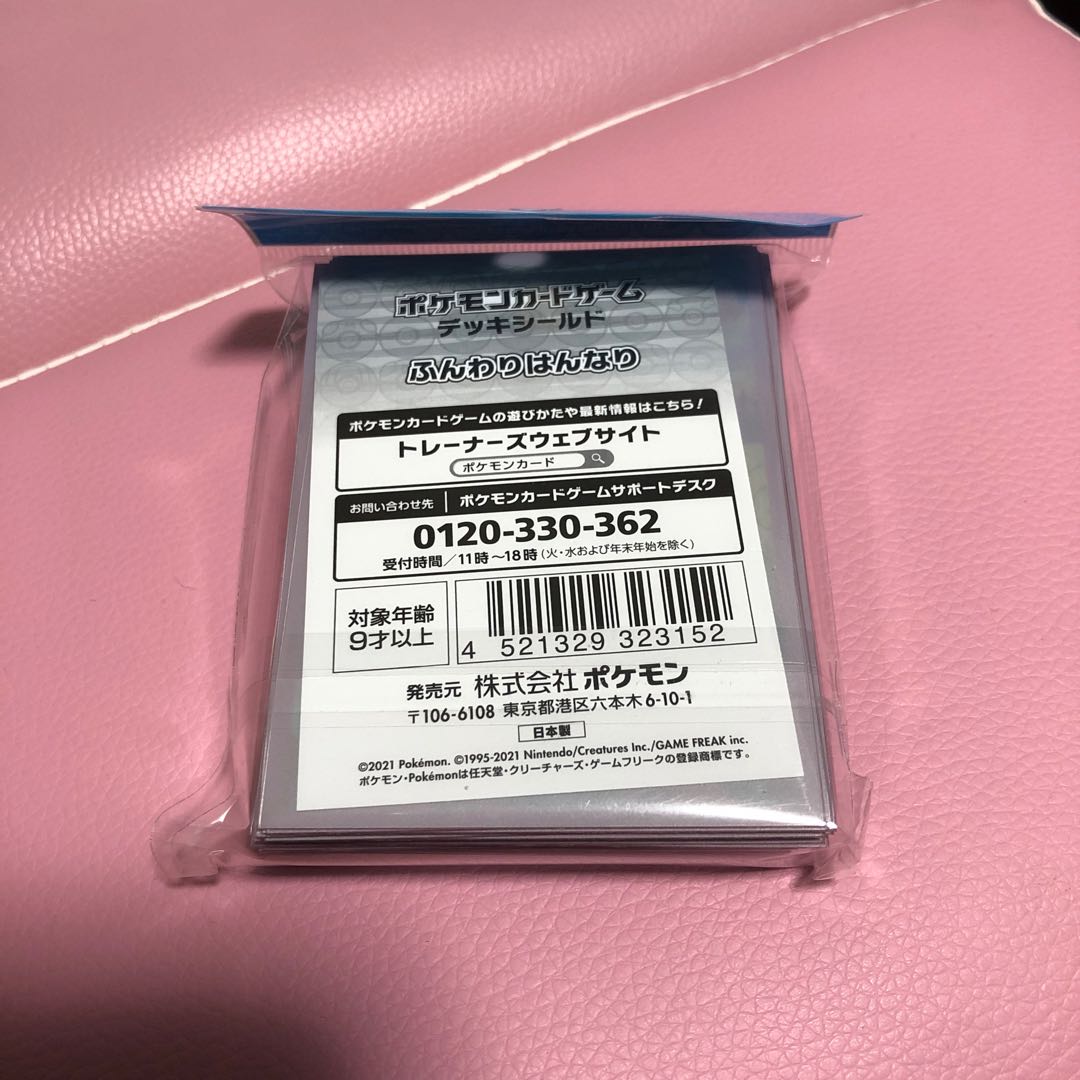 ポケモンカードゲーム
デッキシールド
ふんわりはんなり
ポケモンカードゲームの遊びかたや最新情報はこちら!
トレーナーズウェブサイト
ポケモンカード
お問い合わせ先 ポケモンカードゲームサポートデスク
0120-330-362
受付時間/11時~18時(火・水および年末年始を除く)
対象年齢
9才以上
4 521329 323152
発売元 株式会社ポケモン
〒106-6108 東京都港区六本木6-10-1
日本製
©2021 Pokémon. ©1995-2021 Nintendo/Creatures Inc./GAME FREAK inc.
ポケモン・Pokémonは任天堂・クリーチャーズ・ゲームフリークの登録商標です。